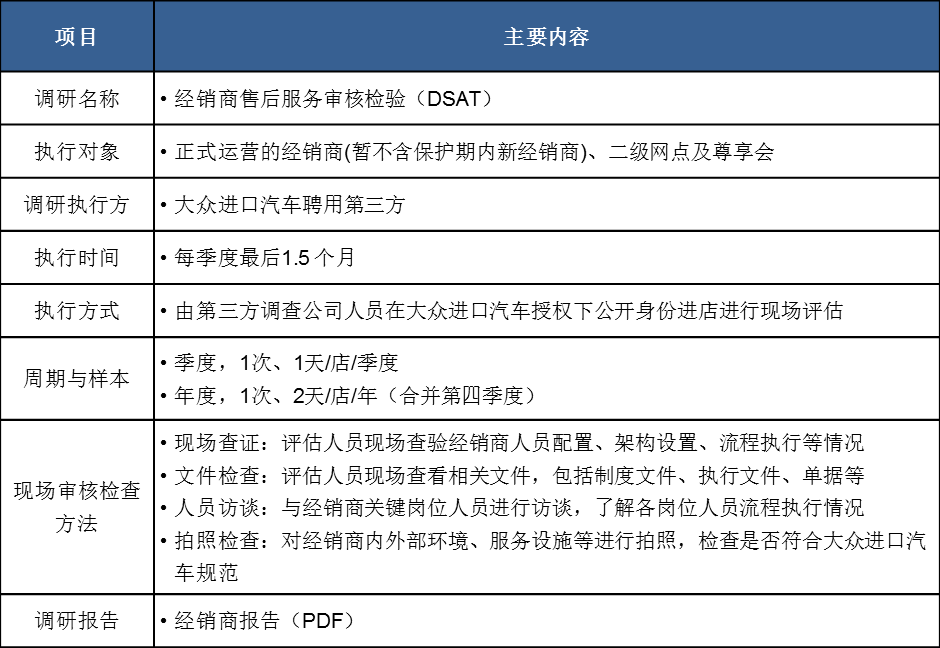 项目
主要内容
调研名称
• 经销商售后服务审核检验（DSAT）
执行对象
• 正式运营的经销商(暂不含保护期内新经销商)、二级网点及尊享会
调研执行方
• 大众进口汽车聘用第三方
执行时间
• 每季度最后1.5 个月
执行方式
• 由第三方调查公司人员在大众进口汽车授权下公开身份进店进行现场评估
周期与样本
• 季度，1次、1天/店/季度
• 年度，1次、2天/店/年（合并第四季度）
现场审核检查
方法
• 现场查证：评估人员现场查验经销商人员配置、架构设置、流程执行等情况
• 文件检查：评估人员现场查看相关文件，包括制度文件、执行文件、单据等
• 人员访谈：与经销商关键岗位人员进行访谈，了解各岗位人员流程执行情况
• 拍照检查：对经销商内外部环境、服务设施等进行拍照，检查是否符合大众进口汽
车规范
调研报告
• 经销商报告（PDF）